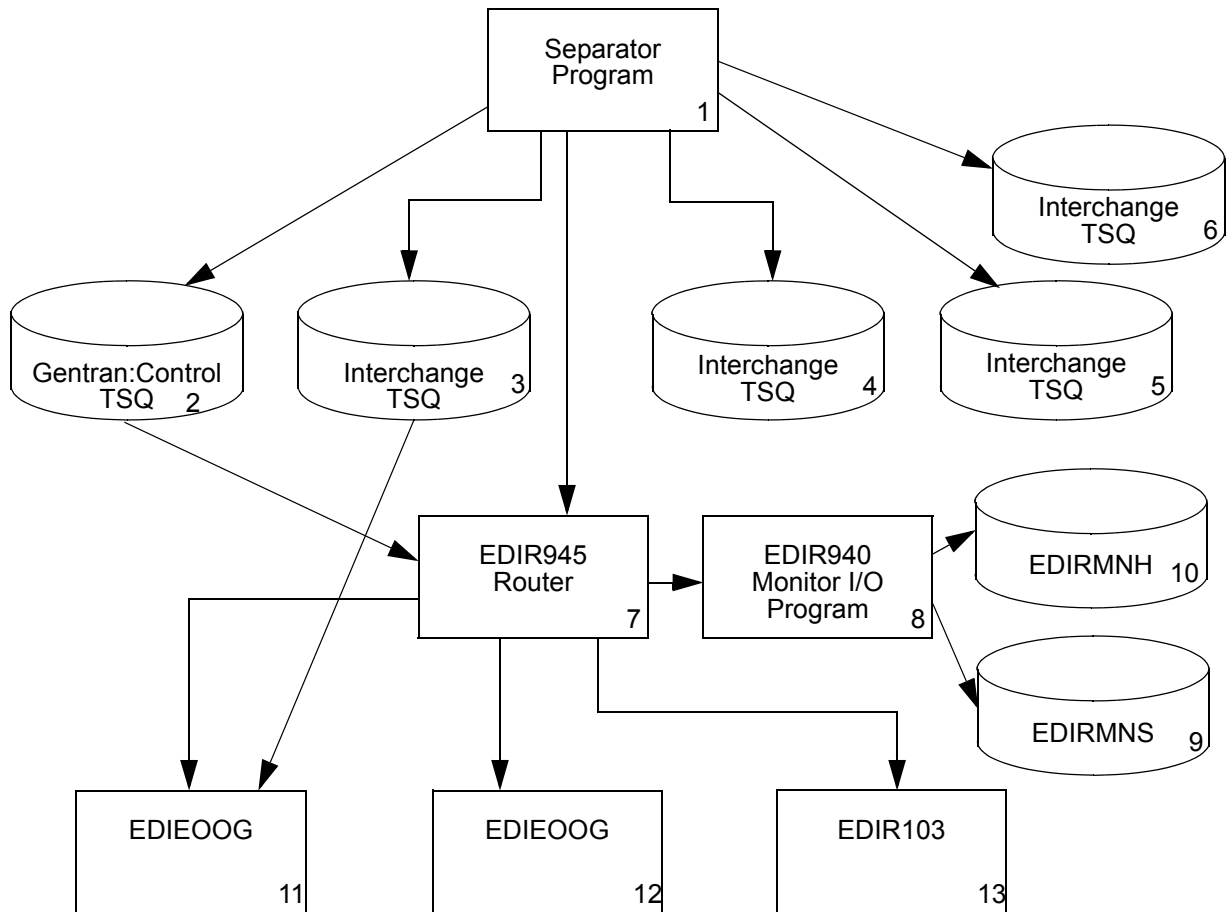 Separator
Program
1
Interchange
TSQ
6
Gentran:Control
TSQ
2
Interchange
TSQ
3
Interchange
TSQ
4
Interchange
TSQ
5
EDIR945
Router
7
EDIR940
Monitor I/O
Program
8
EDIRMNH
10
EDIRMNS
9
EDIEOOG
11
EDIEOOG
12
EDIR103
13